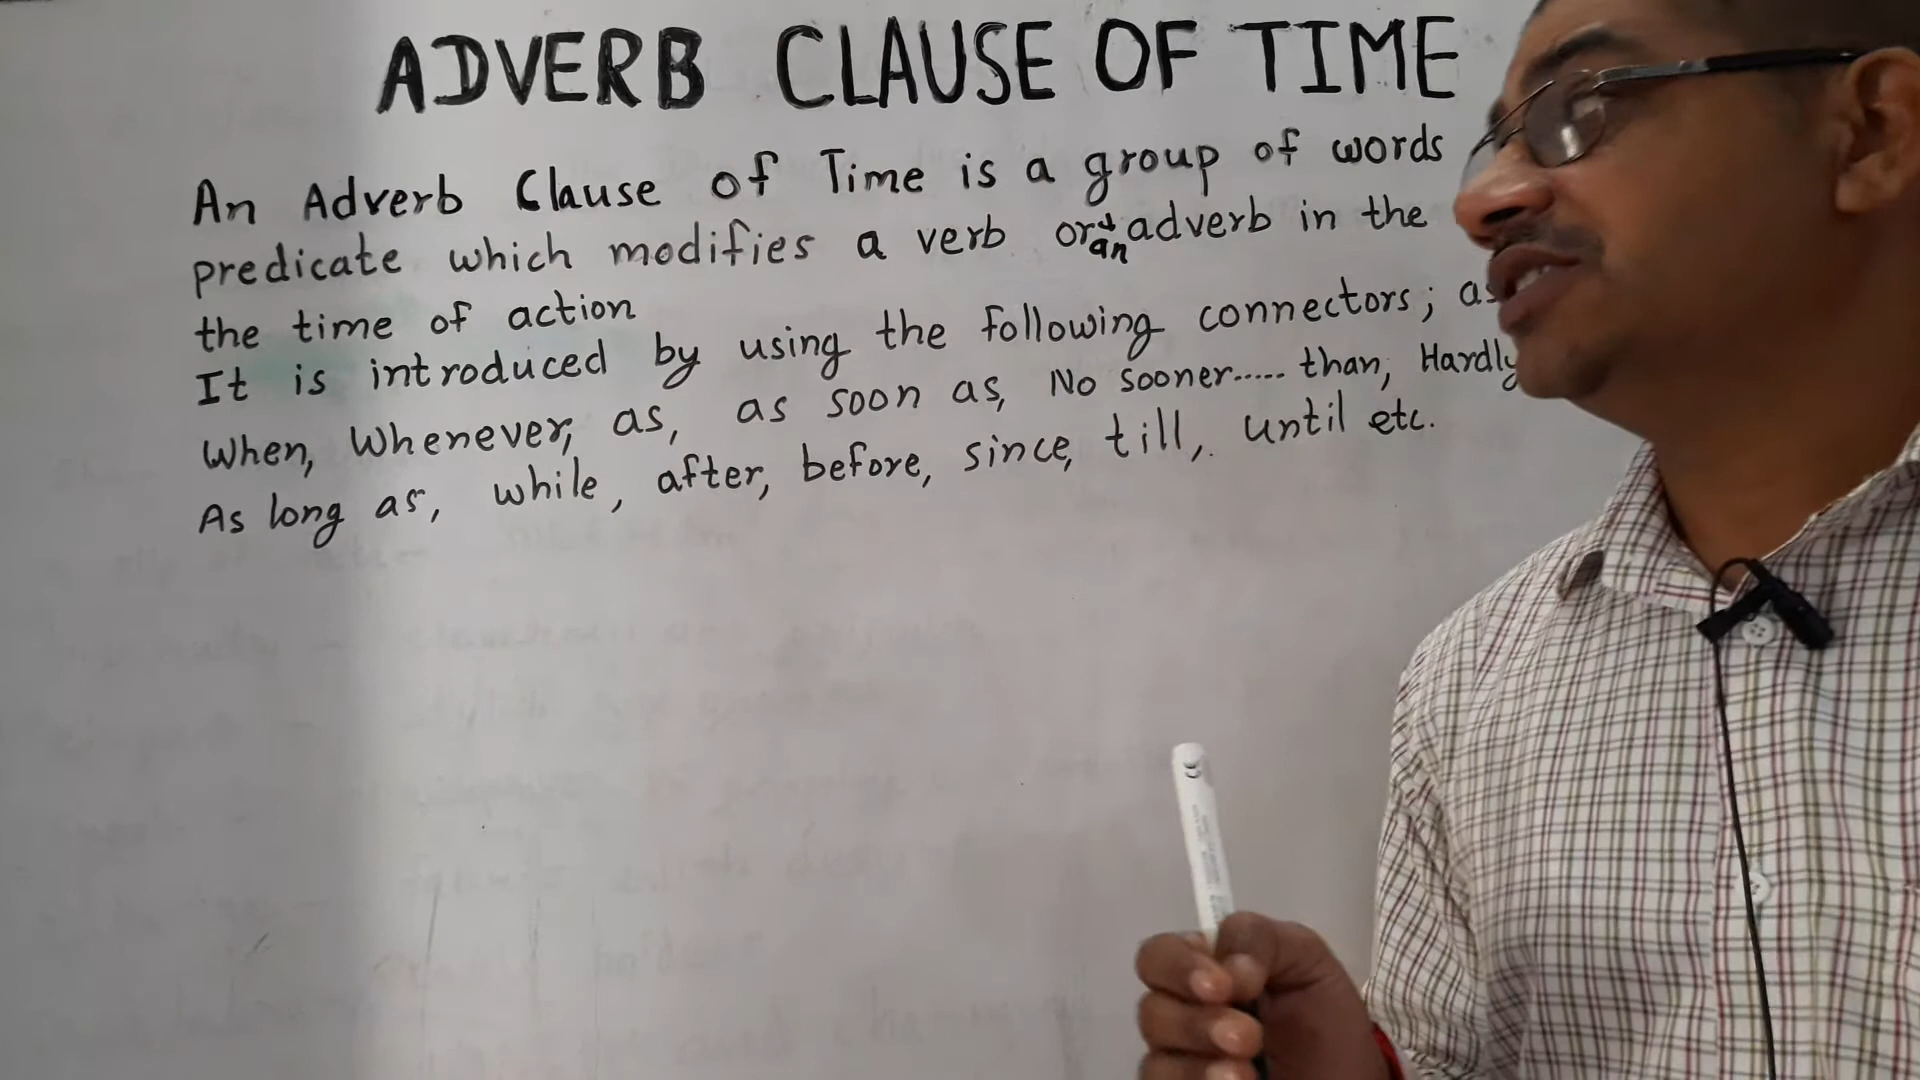 ADVERB CLAUSE OF TIME
An Adverb Clause of Time is a group of words
predicate which modifies a verb or an adverb in the
the time of action
It is introduced by using the following connectors; as
When, Whenever, as, as soon as, No sooner..... than, Hardly
As long as, while, after, before, since, till, until etc.